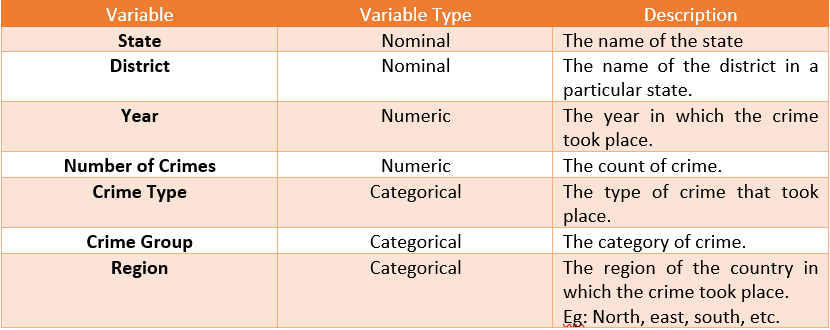 Variable Variable Type Description
State Nominal The name of the state
District Nominal The name of the district in a
particular state.
Year Numeric The year in which the crime
took place.
Number of Crimes Numeric The count of crime.
Crime Type Categorical The type of crime that took
place.
Crime Group Categorical The category of crime.
Region Categorical The region of the country in
which the crime took place.
Eg: North, east, south, etc.